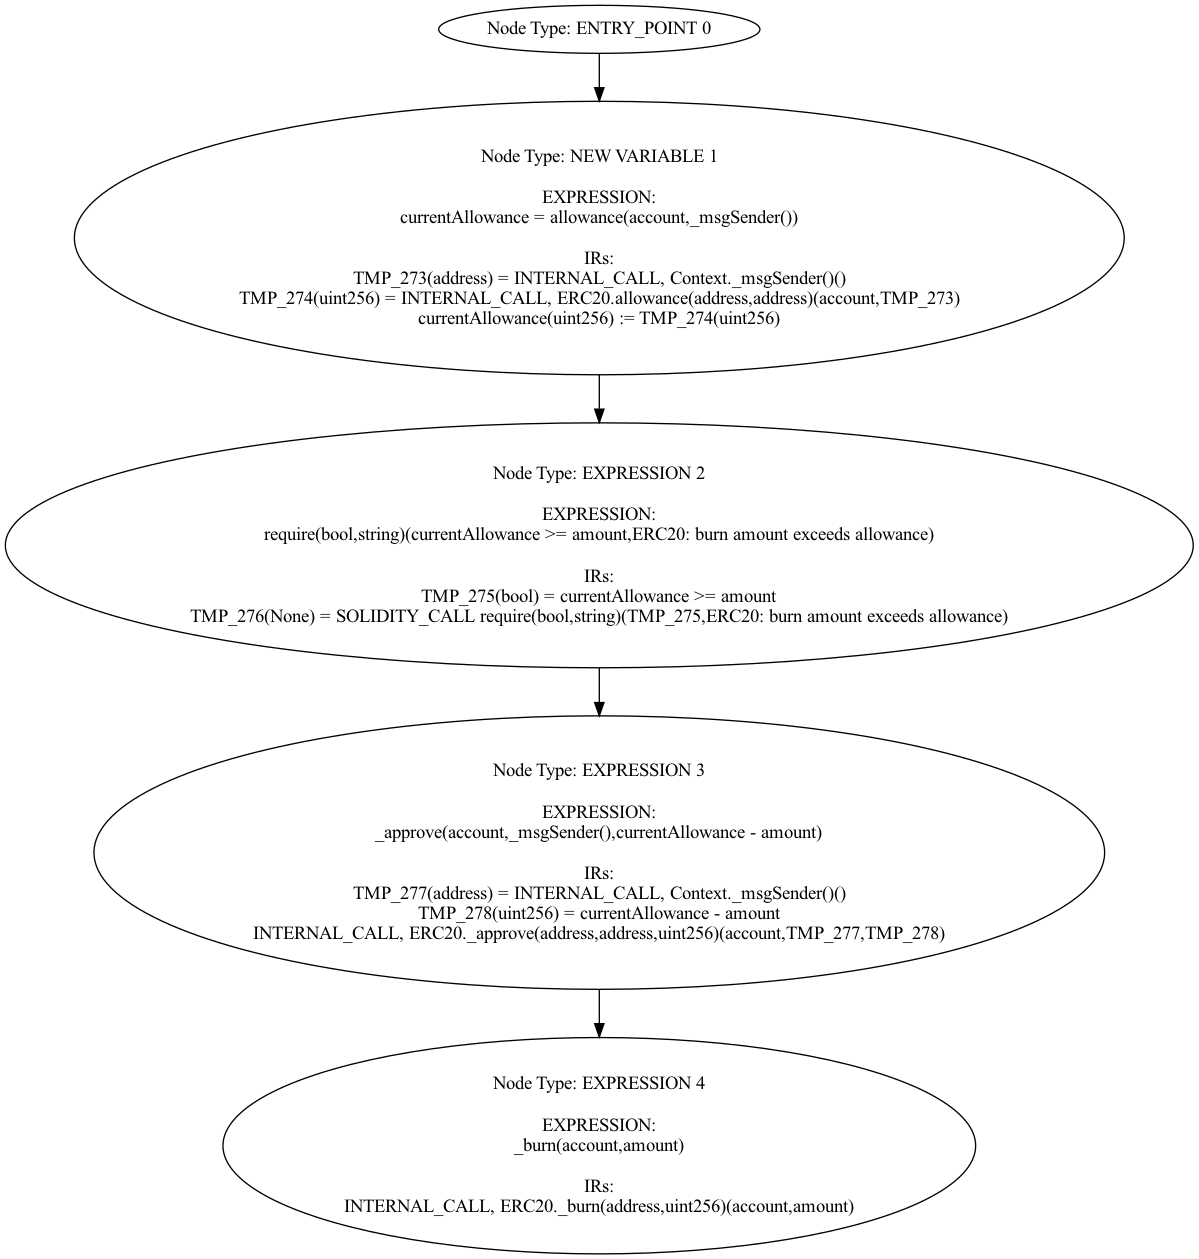 Node Type: ENTRY_POINT 0
Node Type: NEW VARIABLE 1
EXPRESSION:
currentAllowance = allowance(account,_msgSender())
IRs:
TMP_273(address) = INTERNAL_CALL, Context._msgSender()()
TMP_274(uint256) = INTERNAL_CALL, ERC20.allowance(address,address)(account,TMP_273)
currentAllowance(uint256) := TMP_274(uint256)
Node Type: EXPRESSION 2
EXPRESSION:
require(bool,string)(currentAllowance >= amount,ERC20: burn amount exceeds allowance)
IRs:
TMP_275(bool) = currentAllowance >= amount
TMP_276(None) = SOLIDITY_CALL require(bool,string)(TMP_275,ERC20: burn amount exceeds allowance)
Node Type: EXPRESSION 3
EXPRESSION:
_approve(account,_msgSender(),currentAllowance - amount)
IRs:
TMP_277(address) = INTERNAL_CALL, Context._msgSender()()
TMP_278(uint256) = currentAllowance - amount
INTERNAL_CALL, ERC20._approve(address,address,uint256)(account,TMP_277,TMP_278)
Node Type: EXPRESSION 4
EXPRESSION:
_burn(account,amount)
IRs:
INTERNAL_CALL, ERC20._burn(address,uint256)(account,amount)